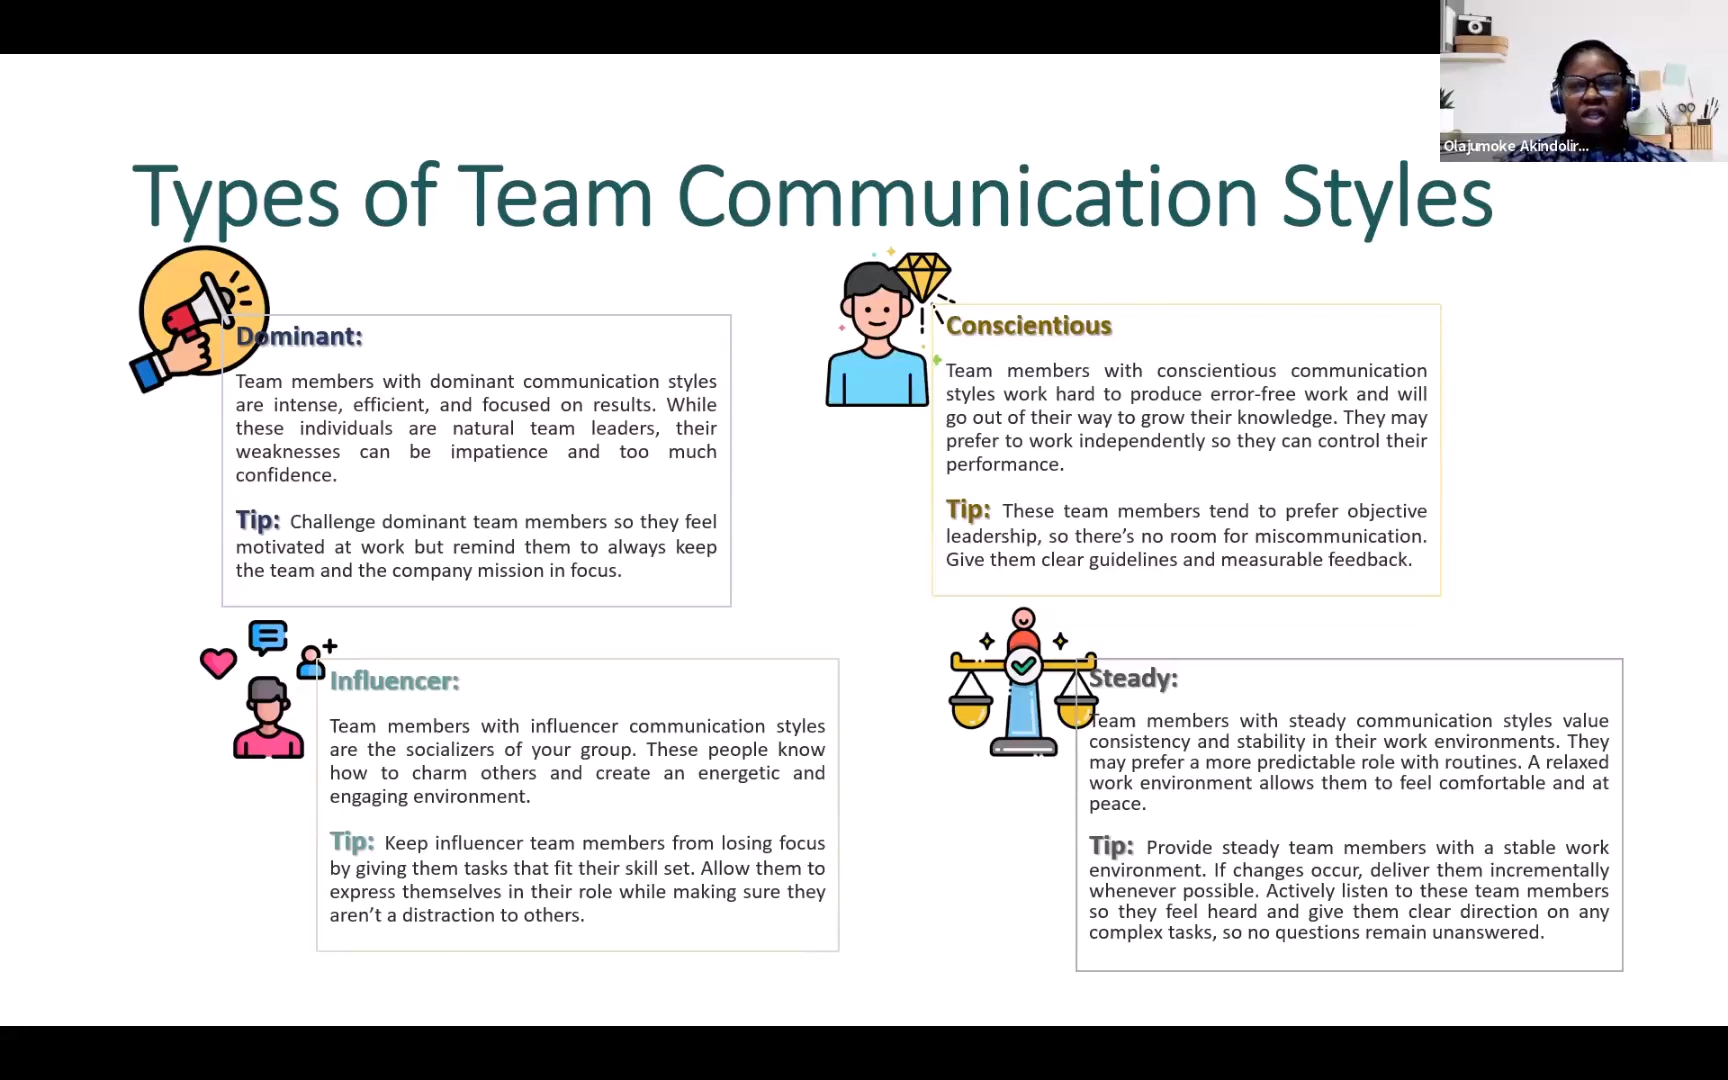 Olajumoke Akindolir...
Types of Team Communication Styles
Dominant:
Team members with dominant communication styles
are intense, efficient, and focused on results. While
these individuals are natural team leaders, their
weaknesses can be impatience and too much
confidence.
Tip: Challenge dominant team members so they feel
motivated at work but remind them to always keep
the team and the company mission in focus.
Conscientious
Team members with conscientious communication
styles work hard to produce error-free work and will
go out of their way to grow their knowledge. They may
prefer to work independently so they can control their
performance.
Tip: These team members tend to prefer objective
leadership, so there’s no room for miscommunication.
Give them clear guidelines and measurable feedback.
Influencer:
Team members with influencer communication styles
are the socializers of your group. These people know
how to charm others and create an energetic and
engaging environment.
Tip: Keep influencer team members from losing focus
by giving them tasks that fit their skill set. Allow them to
express themselves in their role while making sure they
aren’t a distraction to others.
Steady:
Team members with steady communication styles value
consistency and stability in their work environments. They
may prefer a more predictable role with routines. A relaxed
work environment allows them to feel comfortable and at
peace.
Tip: Provide steady team members with a stable work
environment. If changes occur, deliver them incrementally
whenever possible. Actively listen to these team members
so they feel heard and give them clear direction on any
complex tasks, so no questions remain unanswered.